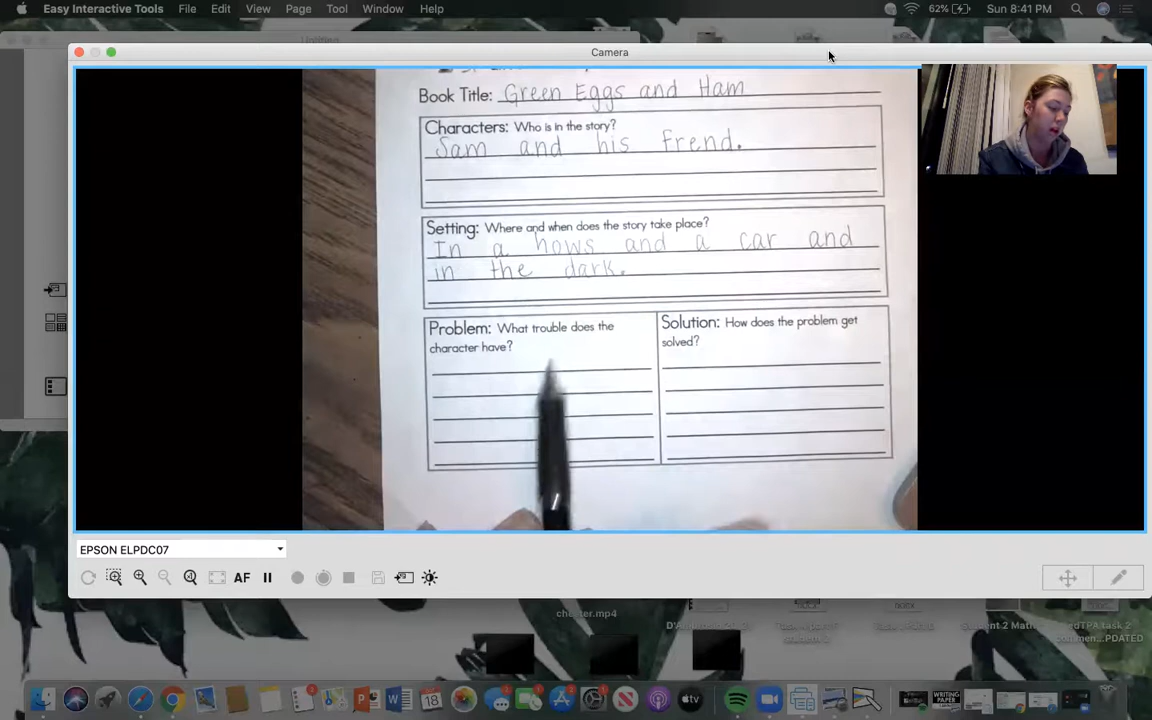 Easy Interactive Tools File Edit View Page Tool Window Help 62% Sun 8:41 PM
Camera
Book Title: Green Eggs and Ham
Characters: Who is in the story?
Sam and his frend.
Setting: Where and when does the story take place?
In a hows and a car and
in the dark.
Problem: What trouble does the
character have?
Solution: How does the problem get
solved?
EPSON ELPDC07
AF